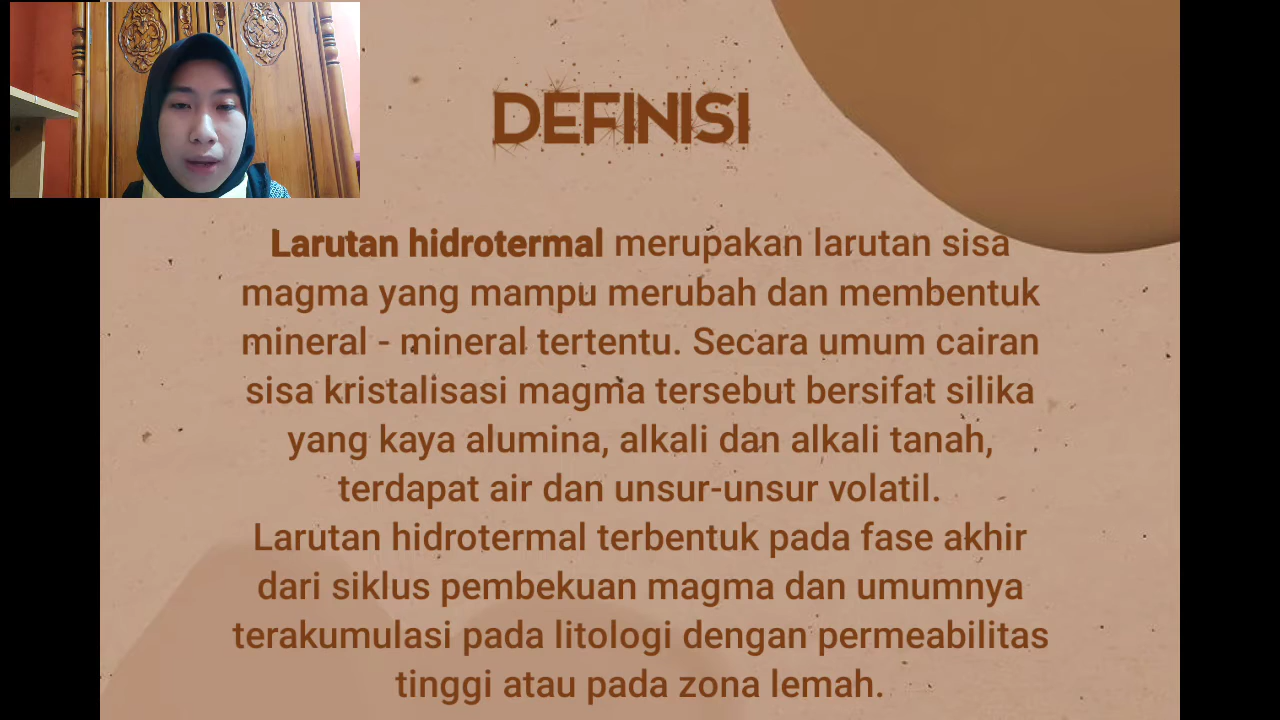 DEFINISI
Larutan hidrotermal merupakan larutan sisa
magma yang mampu merubah dan membentuk
mineral - mineral tertentu. Secara umum cairan
sisa kristalisasi magma tersebut bersifat silika
yang kaya alumina, alkali dan alkali tanah,
terdapat air dan unsur-unsur volatil.
Larutan hidrotermal terbentuk pada fase akhir
dari siklus pembekuan magma dan umumnya
terakumulasi pada litologi dengan permeabilitas
tinggi atau pada zona lemah.